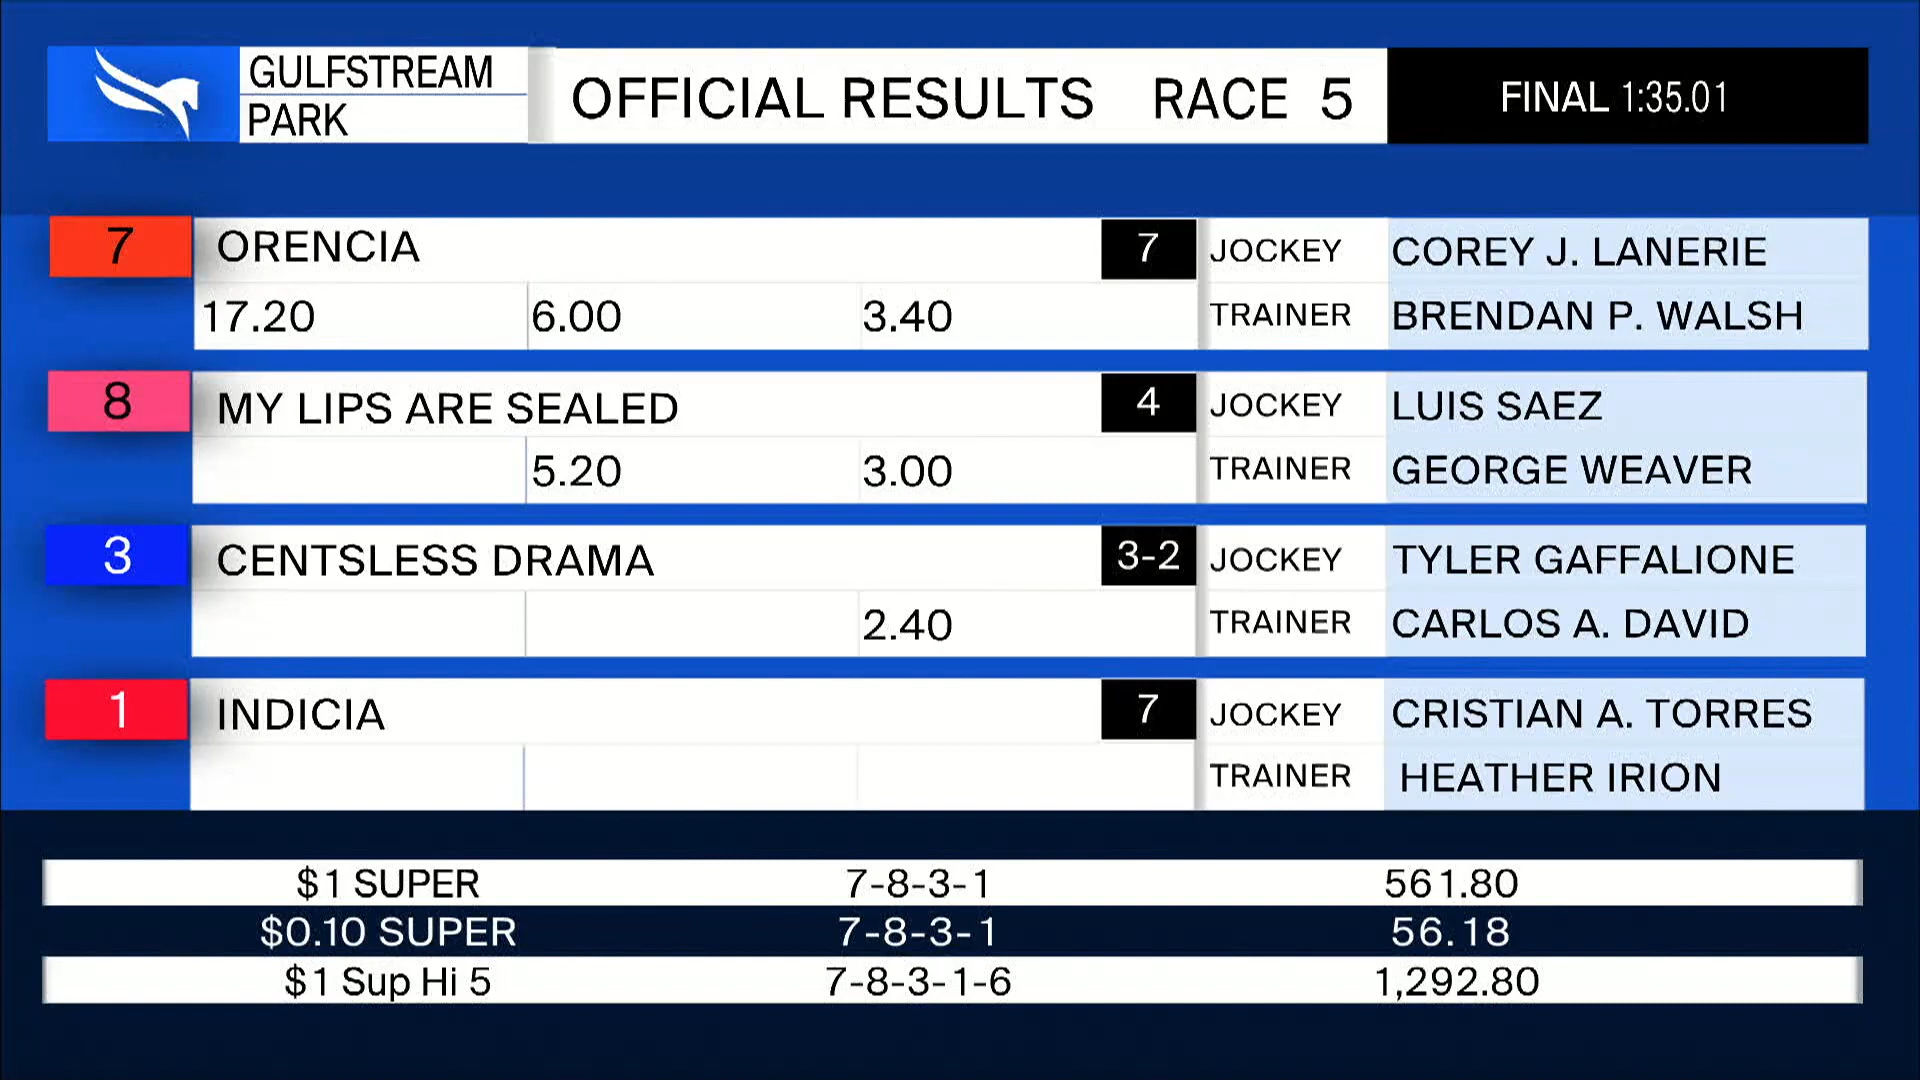 GULFSTREAM
PARK
OFFICIAL RESULTS RACE 5
FINAL 1:35.01
7 ORENCIA 7 JOCKEY COREY J. LANERIE
17.20 6.00 3.40 TRAINER BRENDAN P. WALSH
8 MY LIPS ARE SEALED 4 JOCKEY LUIS SAEZ
5.20 3.00 TRAINER GEORGE WEAVER
3 CENTSLESS DRAMA 3-2 JOCKEY TYLER GAFFALIONE
2.40 TRAINER CARLOS A. DAVID
1 INDICIA 7 JOCKEY CRISTIAN A. TORRES
TRAINER HEATHER IRION
$1 SUPER 7-8-3-1 561.80
$0.10 SUPER 7-8-3-1 56.18
$1 Sup Hi 5 7-8-3-1-6 1,292.80